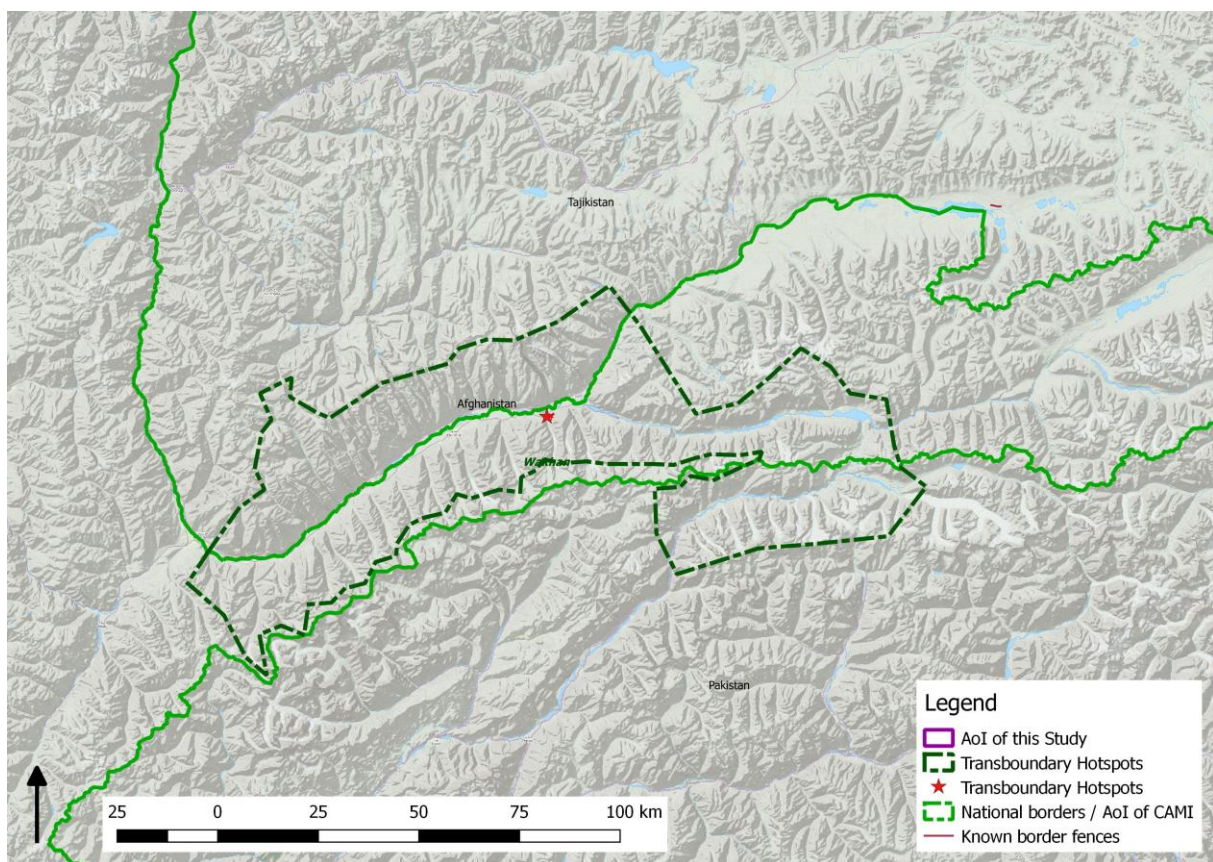 Tajikistan
Afghanistan
Wakhan
Pakistan
Legend
AoI of this Study
Transboundary Hotspots
Transboundary Hotspots
National borders / AoI of CAMI
Known border fences
25 0 25 50 75 100 km